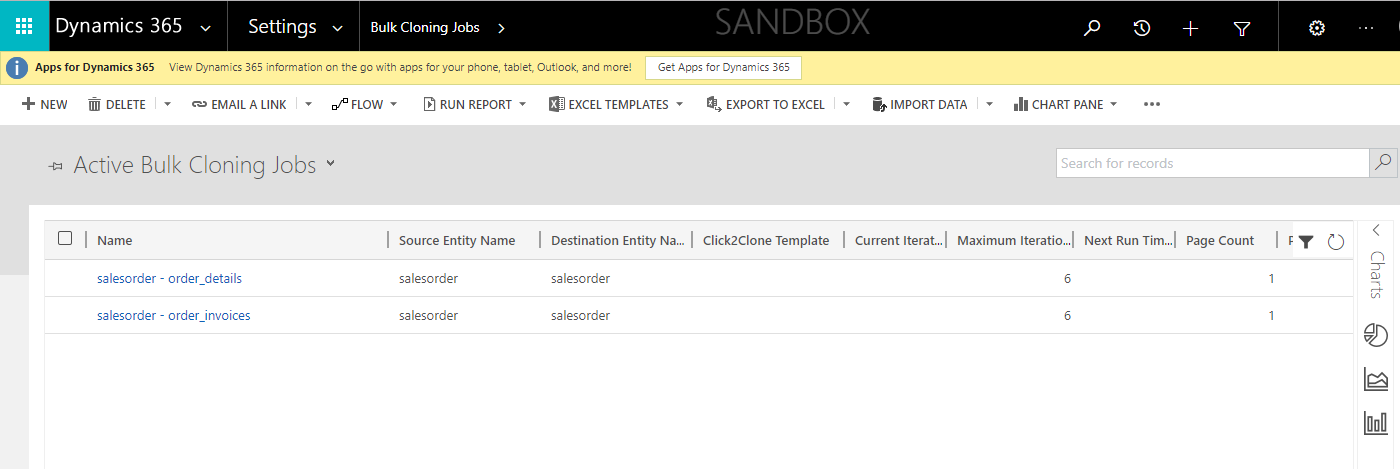 Dynamics 365 Settings Bulk Cloning Jobs SANDBOX
Apps for Dynamics 365 View Dynamics 365 information on the go with apps for your phone, tablet, Outlook, and more! Get Apps for Dynamics 365
NEW DELETE EMAIL A LINK FLOW RUN REPORT EXCEL TEMPLATES EXPORT TO EXCEL IMPORT DATA CHART PANE
Active Bulk Cloning Jobs Search for records
Name Source Entity Name Destination Entity Na... Click2Clone Template Current Iterat... Maximum Iteratio... Next Run Tim... Page Count
salesorder - order_details salesorder salesorder 6 1
salesorder - order_invoices salesorder salesorder 6 1
Charts